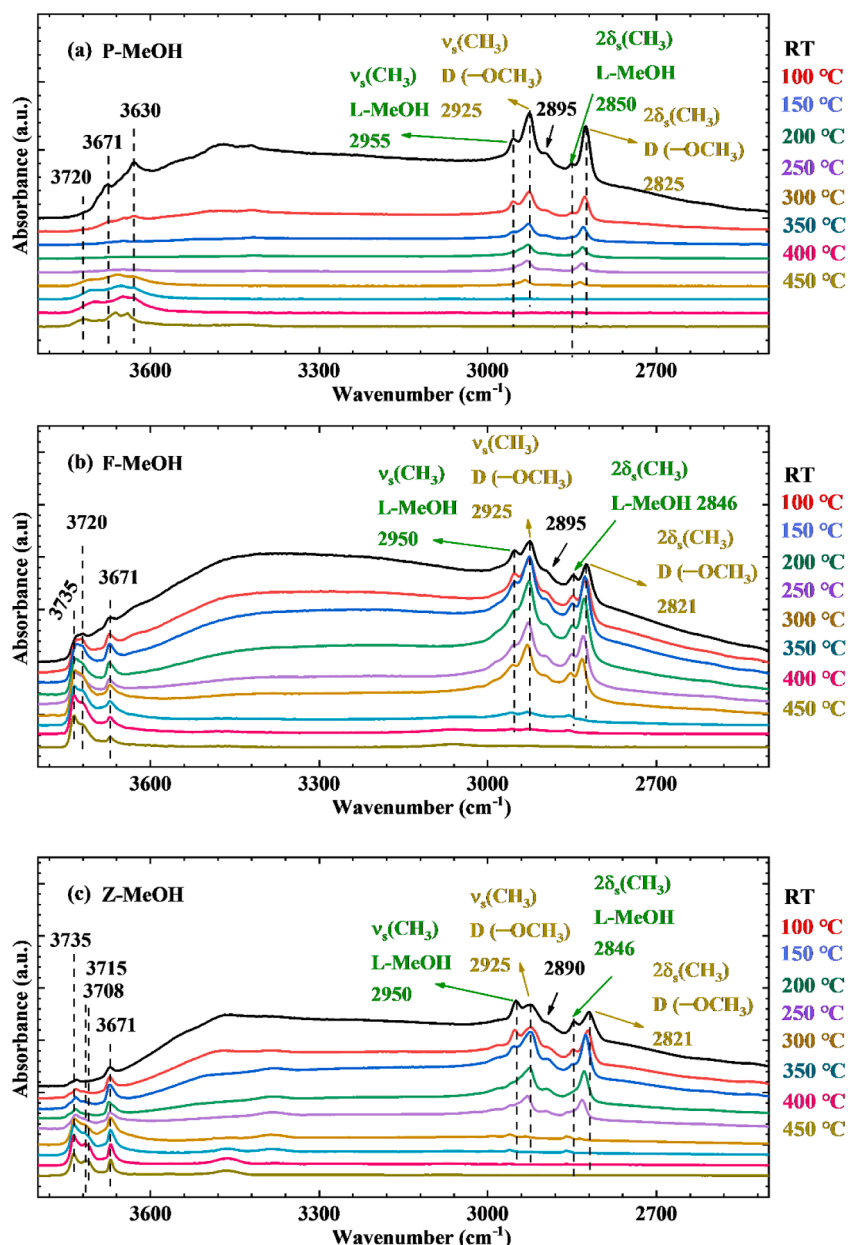 (a) P-MeOH
νs(CH3)
D (—OCH3)
2925
2δs(CH3)
L-MeOH
2850
νs(CH3)
L-MeOH
2955
2895
2δs(CH3)
D (—OCH3)
2825
3630
3671
3720
RT
100 °C
150 °C
200 °C
250 °C
300 °C
350 °C
400 °C
450 °C
Absorbance (a.u.)
3600
3300
3000
2700
Wavenumber (cm-1)
(b) F-MeOH
νs(CH3)
D (—OCH3)
2925
νs(CH3)
L-MeOH
2950
2895
2δs(CH3)
L-MeOH 2846
2δs(CH3)
D (—OCH3)
2821
3720
3735
3671
RT
100 °C
150 °C
200 °C
250 °C
300 °C
350 °C
400 °C
450 °C
Absorbance (a.u)
3600
3300
3000
2700
Wavenumber (cm-1)
(c) Z-MeOH
νs(CH3)
D (—OCH3)
2925
2δs(CH3)
L-MeOH
2846
νs(CH3)
L-MeOH
2950
2890
2δs(CH3)
D (—OCH3)
2821
3735
3715
3708
3671
RT
100 °C
150 °C
200 °C
250 °C
300 °C
350 °C
400 °C
450 °C
Absorbance (a.u.)
3600
3300
3000
2700
Wavenumber (cm-1)